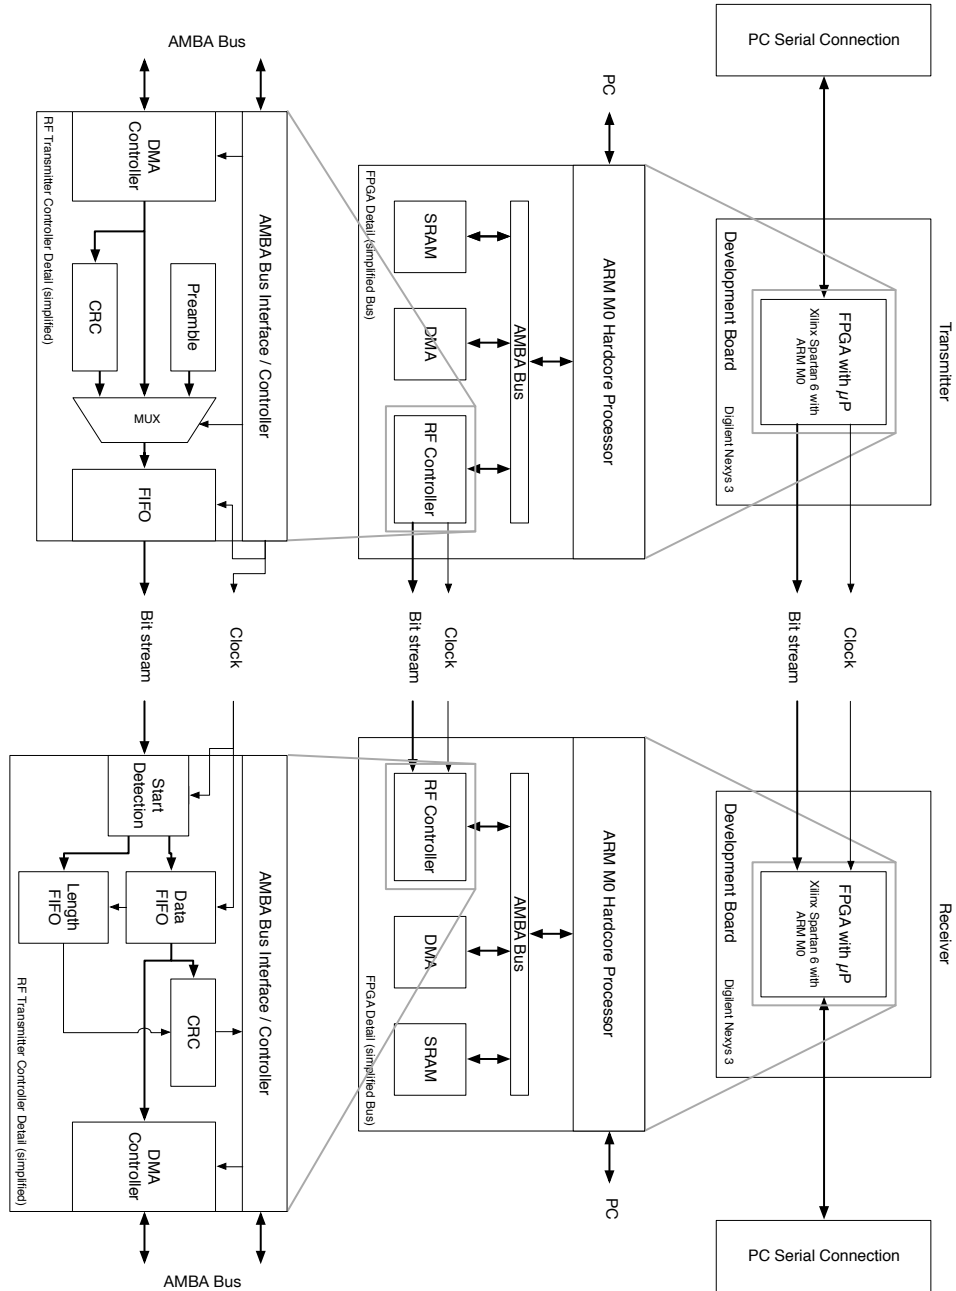 Transmitter
PC Serial Connection
Development Board
FPGA with µP
Xilinx Spartan 6 with
ARM M0
Digilent Nexys 3
Clock
Bit stream
Receiver
Development Board
FPGA with µP
Xilinx Spartan 6 with
ARM M0
Digilent Nexys 3
PC Serial Connection
PC
ARM M0 Hardcore Processor
AMBA Bus
SRAM
DMA
RF Controller
FPGA Detail (simplified Bus)
Clock
Bit stream
ARM M0 Hardcore Processor
AMBA Bus
RF Controller
DMA
SRAM
FPGA Detail (simplified Bus)
PC
AMBA Bus
AMBA Bus Interface / Controller
DMA
Controller
Preamble
CRC
MUX
FIFO
RF Transmitter Controller Detail (simplified)
Clock
Bit stream
AMBA Bus Interface / Controller
Start
Detection
Data
FIFO
Length
FIFO
CRC
DMA
Controller
RF Transmitter Controller Detail (simplified)
AMBA Bus